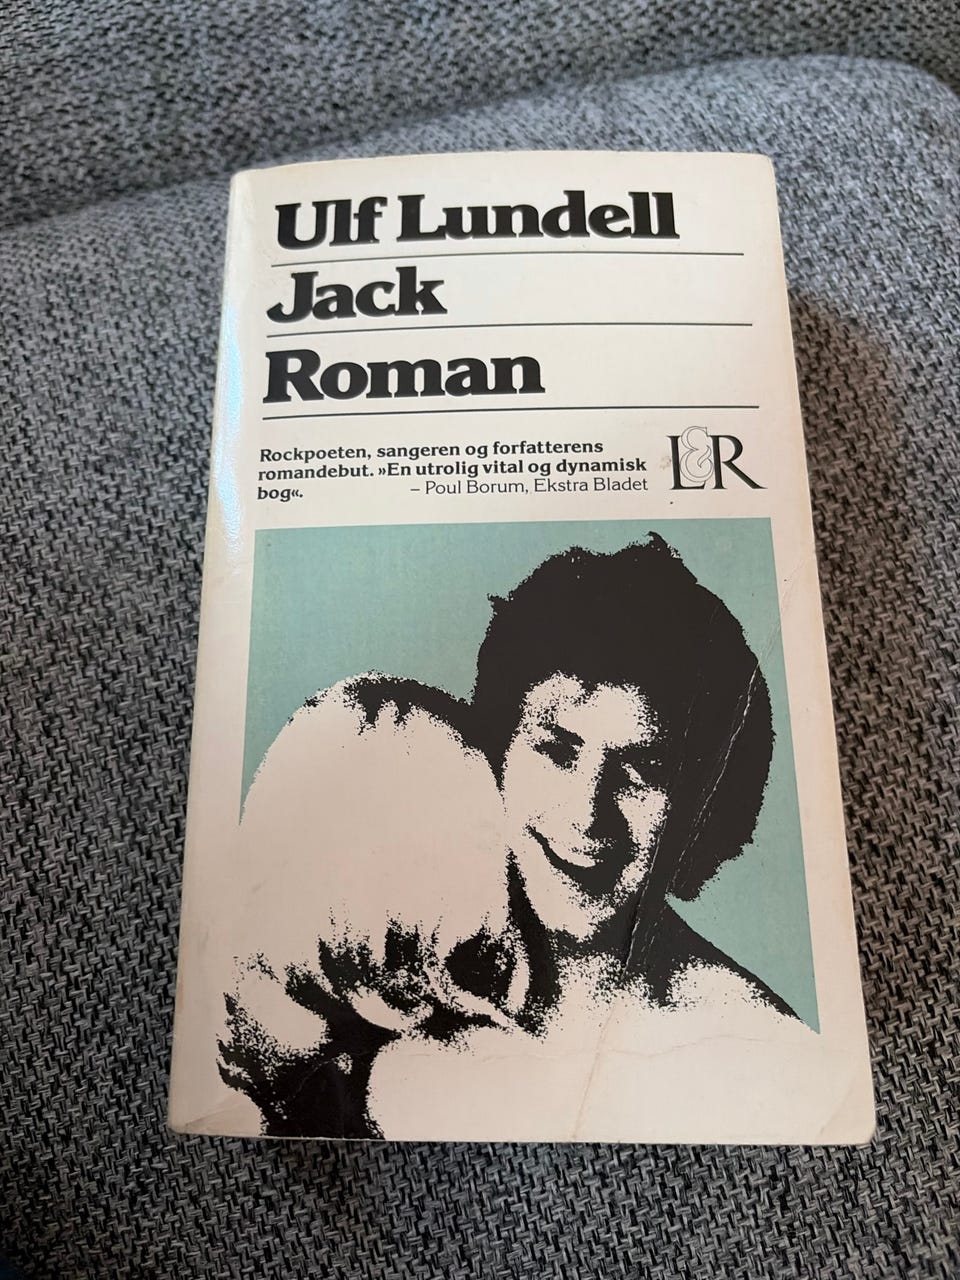 Ulf Lundell
Jack
Roman
Rockpoeten, sangeren og forfatterens
romandebut. »En utrolig vital og dynamisk
bog«. – Poul Borum, Ekstra Bladet
L&R